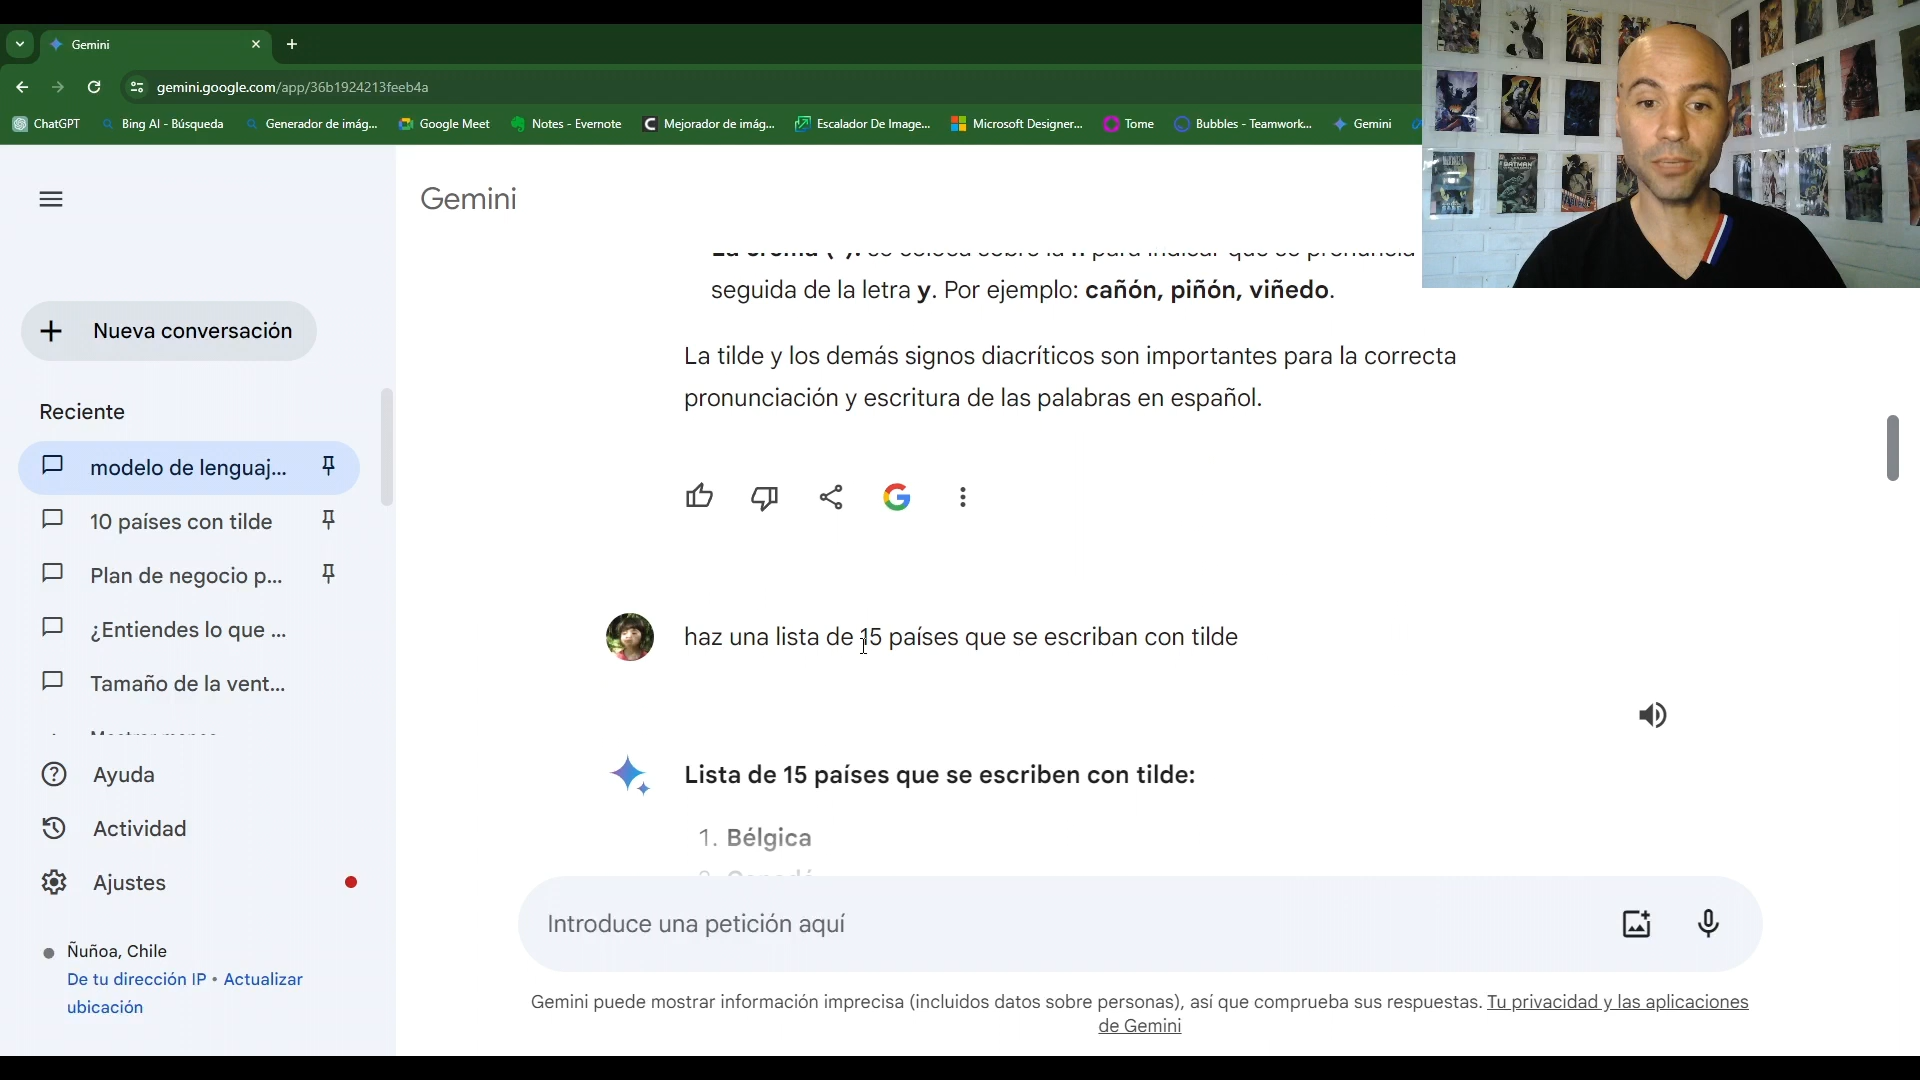 Gemini
gemini.google.com/app/36b1924213feeb4a
ChatGPT
Bing AI - Búsqueda
Generador de imág...
Google Meet
Notes - Evernote
Mejorador de imág...
Escalador De Image...
Microsoft Designer...
Tome
Bubbles - Teamwork...
Gemini
BATMAN
Gemini
Nueva conversación
Reciente
modelo de lenguaj...
10 países con tilde
Plan de negocio p...
¿Entiendes lo que ...
Tamaño de la vent...
Ayuda
Actividad
Ajustes
Ñuñoa, Chile
De tu dirección IP • Actualizar
ubicación
seguida de la letra y. Por ejemplo: cañón, piñón, viñedo.
La tilde y los demás signos diacríticos son importantes para la correcta
pronunciación y escritura de las palabras en español.
haz una lista de 15 países que se escriban con tilde
Lista de 15 países que se escriben con tilde:
1. Bélgica
Introduce una petición aquí
Gemini puede mostrar información imprecisa (incluidos datos sobre personas), así que comprueba sus respuestas. Tu privacidad y las aplicaciones
de Gemini